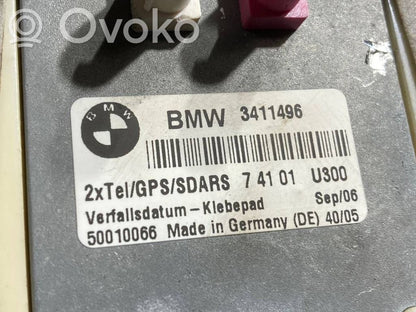 © Ovoko
BMW
BMW 3411496
2xTel/GPS/SDARS 7 41 01 U300
Verfallsdatum – Klebepad Sep/06
50010066 Made in Germany (DE) 40/05